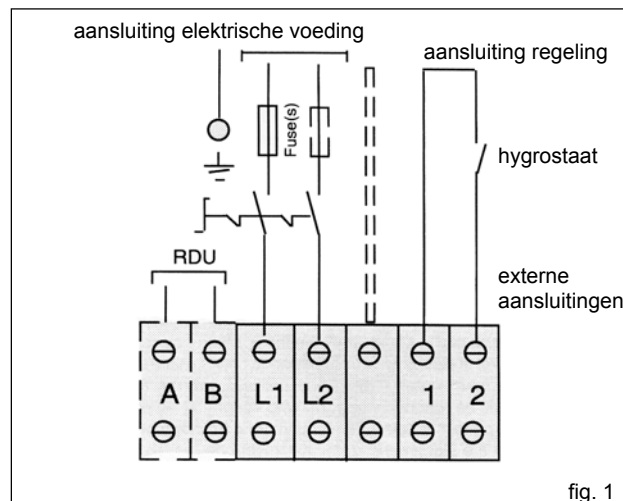 aansluiting elektrische voeding
aansluiting regeling
Fuse(s)
hygrostaat
RDU
externe
aansluitingen
A B L1 L2 1 2
fig. 1